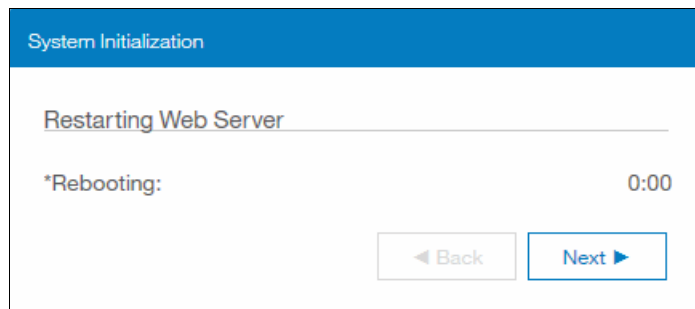 System Initialization
Restarting Web Server
*Rebooting: 0:00
◄ Back Next ►